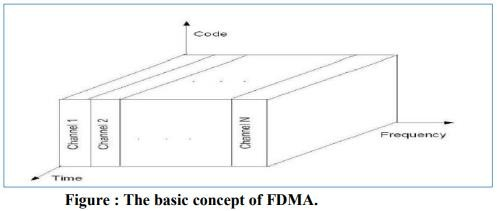 Code
Channel 1
Channel 2
Channel N
Frequency
Time
Figure : The basic concept of FDMA.